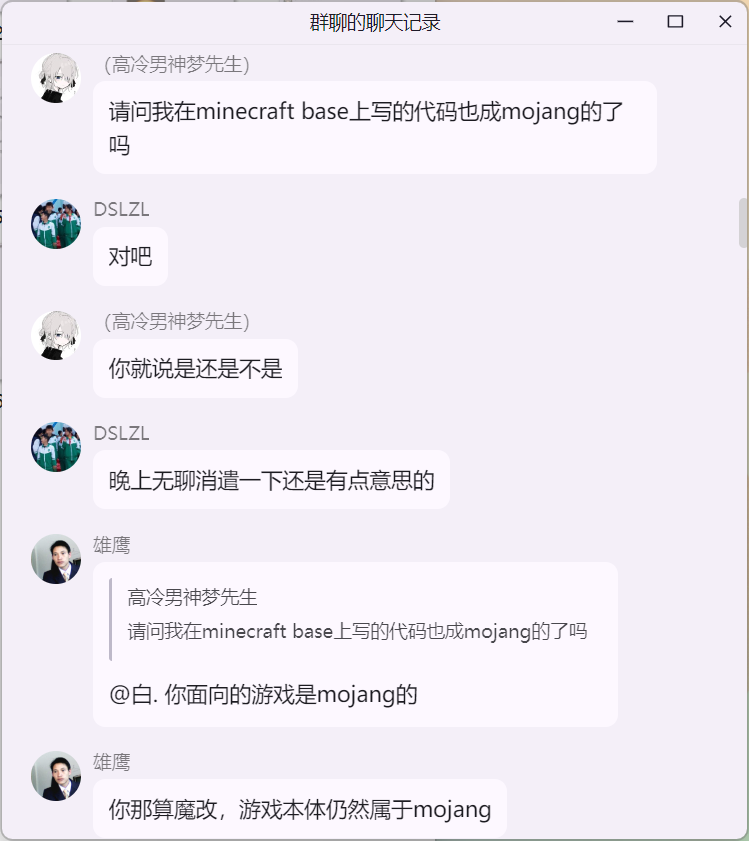 群聊的聊天记录
(高冷男神梦先生)
请问我在minecraft base上写的代码也成mojang的了
吗
DSLZL
对吧
(高冷男神梦先生)
你就说是还是不是
DSLZL
晚上无聊消遣一下还是有点意思的
雄鹰
高冷男神梦先生
请问我在minecraft base上写的代码也成mojang的了吗
@白. 你面向的游戏是mojang的
雄鹰
你那算魔改，游戏本体仍然属于mojang